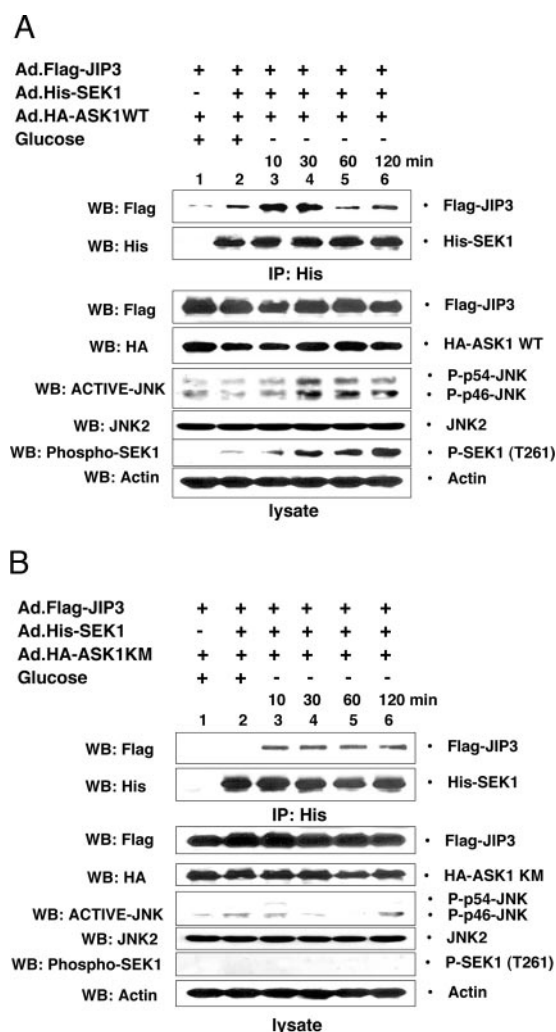 A
Ad.Flag-JIP3 + + + + + +
Ad.His-SEK1 - + + + + +
Ad.HA-ASK1WT + + + + + +
Glucose + + - - - -
10 30 60 120 min
1 2 3 4 5 6
WB: Flag • Flag-JIP3
WB: His • His-SEK1
IP: His
WB: Flag • Flag-JIP3
WB: HA • HA-ASK1 WT
• P-p54-JNK
WB: ACTIVE-JNK • P-p46-JNK
WB: JNK2 • JNK2
WB: Phospho-SEK1 • P-SEK1 (T261)
WB: Actin • Actin
lysate
B
Ad.Flag-JIP3 + + + + + +
Ad.His-SEK1 - + + + + +
Ad.HA-ASK1KM + + + + + +
Glucose + + - - - -
10 30 60 120 min
1 2 3 4 5 6
WB: Flag • Flag-JIP3
WB: His • His-SEK1
IP: His
WB: Flag • Flag-JIP3
WB: HA • HA-ASK1 KM
• P-p54-JNK
WB: ACTIVE-JNK • P-p46-JNK
WB: JNK2 • JNK2
WB: Phospho-SEK1 • P-SEK1 (T261)
WB: Actin • Actin
lysate